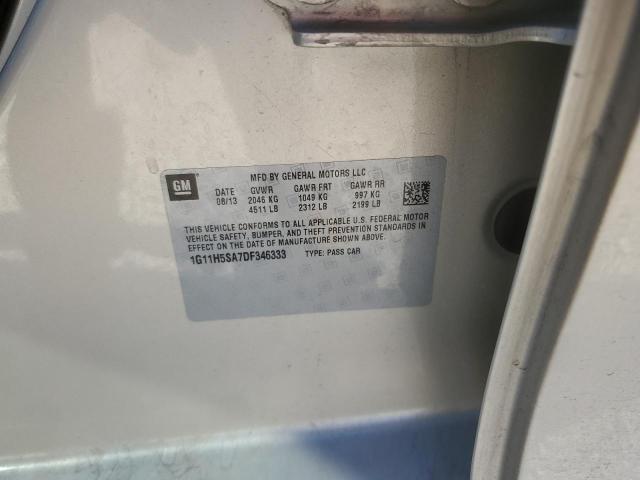 MFD BY GENERAL MOTORS LLC
GM
DATE GVWR GAWR FRT GAWR RR
08/13 2046 KG 1049 KG 997 KG
4511 LB 2312 LB 2199 LB
THIS VEHICLE CONFORMS TO ALL APPLICABLE U.S. FEDERAL MOTOR
VEHICLE SAFETY, BUMPER, AND THEFT PREVENTION STANDARDS IN
EFFECT ON THE DATE OF MANUFACTURE SHOWN ABOVE.
1G11H5SA7DF346333 TYPE: PASS CAR